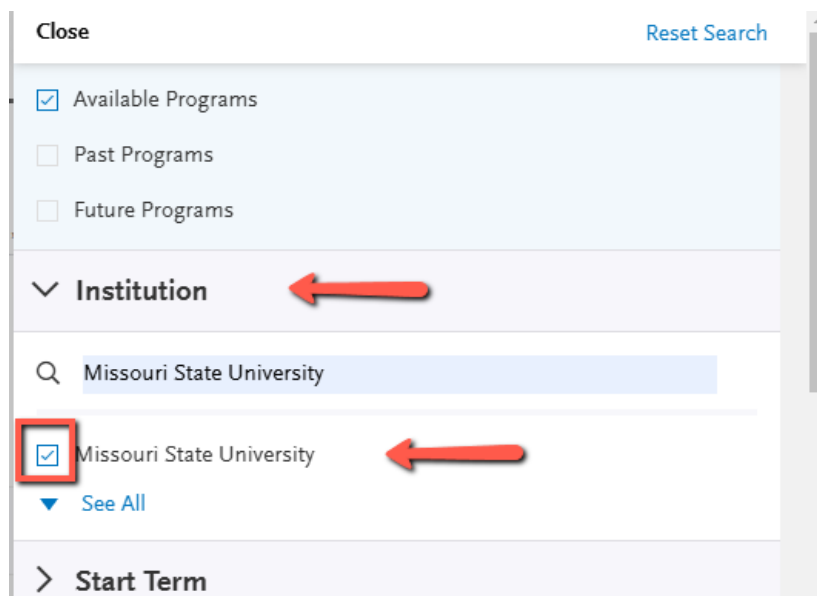 Close
Reset Search
Available Programs
Past Programs
Future Programs
Institution
Missouri State University
Missouri State University
See All
Start Term